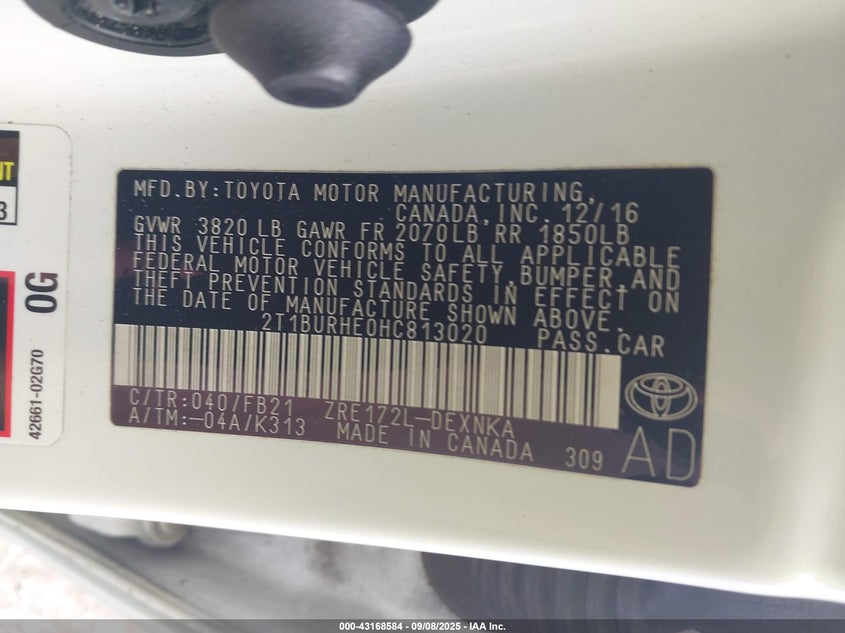 NT
3
0G
42661-02G70
MFD.BY:TOYOTA MOTOR MANUFACTURING,
CANADA,INC. 12/16
GVWR 3820 LB GAWR FR 2070LB RR 1850LB
THIS VEHICLE CONFORMS TO ALL APPLICABLE
FEDERAL MOTOR VEHICLE SAFETY,BUMPER,AND
THEFT PREVENTION STANDARDS IN EFFECT ON
THE DATE OF MANUFACTURE SHOWN ABOVE.
2T1BURHE0HC813020 PASS.CAR
C/TR:040/FB21 ZRE172L-DEXNKA
A/TM:-04A/K313 MADE IN CANADA 309
AD
000-43168584 - 09/08/2025 - IAA Inc.